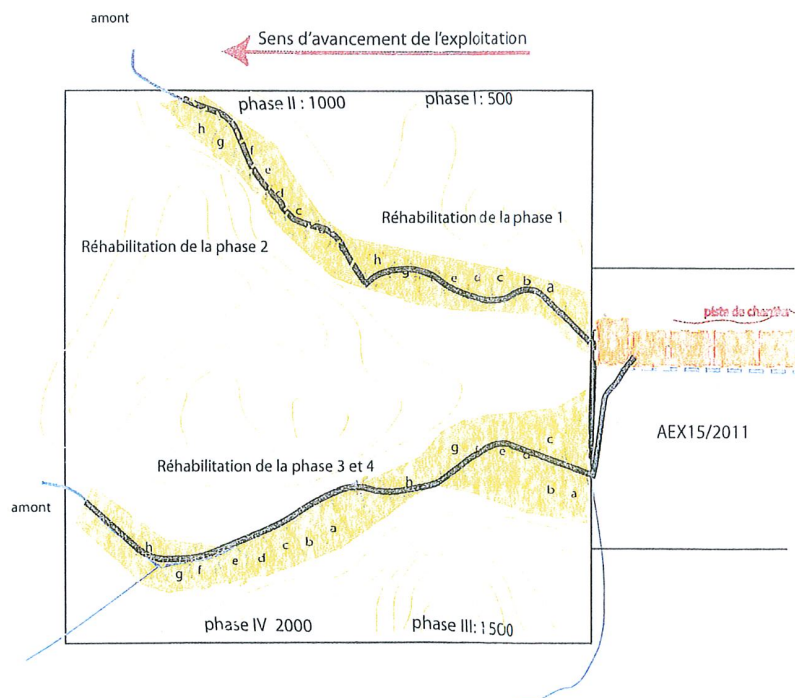 amont
Sens d'avancement de l'exploitation
phase II : 1000
phase I: 500
h
g
f
e
d
c
Réhabilitation de la phase 1
Réhabilitation de la phase 2
h
g
f
e
d
c
b
a
piste de chantier
AEX15/2011
c
g
f
e
d
Réhabilitation de la phase 3 et 4
h
b
a
amont
a
b
c
d
e
f
g
h
phase IV 2000
phase III: 1500